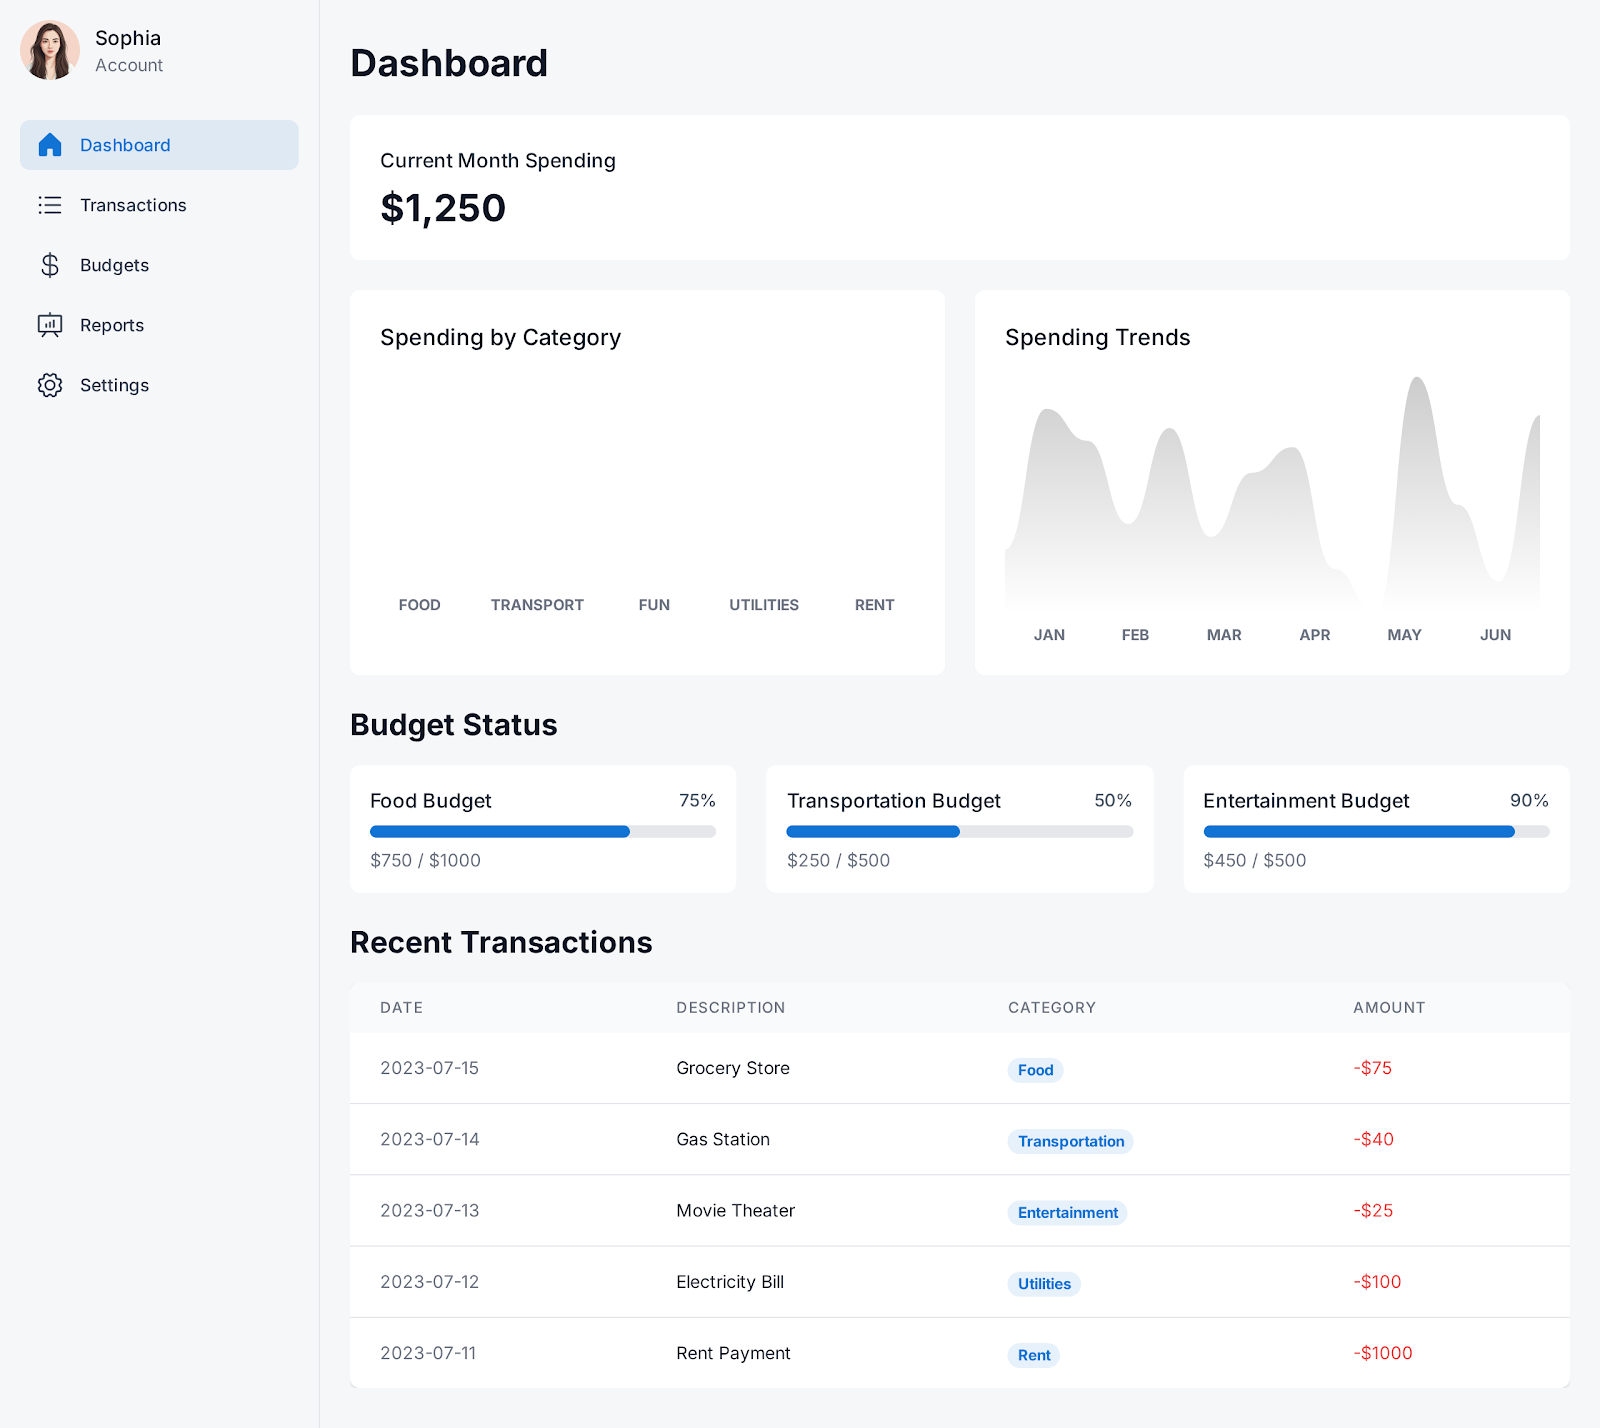 Sophia
Account
Dashboard
Transactions
Budgets
Reports
Settings
Dashboard
Current Month Spending
$1,250
Spending by Category
FOOD TRANSPORT FUN UTILITIES RENT
Spending Trends
JAN FEB MAR APR MAY JUN
Budget Status
Food Budget 75%
$750 / $1000
Transportation Budget 50%
$250 / $500
Entertainment Budget 90%
$450 / $500
Recent Transactions
DATE DESCRIPTION CATEGORY AMOUNT
2023-07-15 Grocery Store Food -$75
2023-07-14 Gas Station Transportation -$40
2023-07-13 Movie Theater Entertainment -$25
2023-07-12 Electricity Bill Utilities -$100
2023-07-11 Rent Payment Rent -$1000